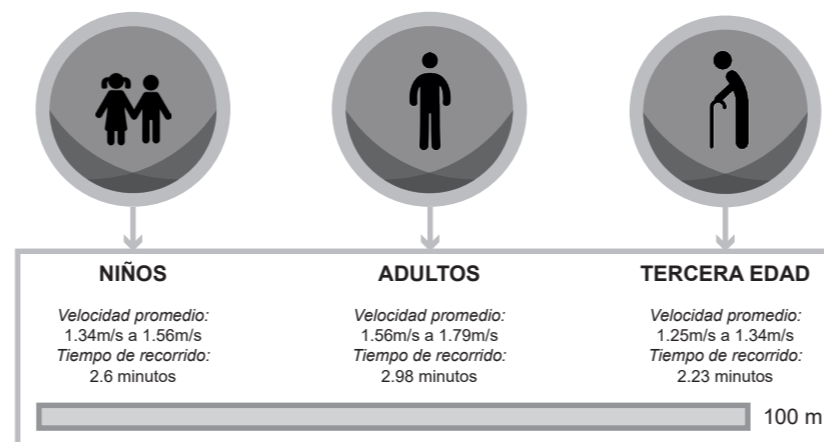 NIÑOS
Velocidad promedio:
1.34m/s a 1.56m/s
Tiempo de recorrido:
2.6 minutos
ADULTOS
Velocidad promedio:
1.56m/s a 1.79m/s
Tiempo de recorrido:
2.98 minutos
TERCERA EDAD
Velocidad promedio:
1.25m/s a 1.34m/s
Tiempo de recorrido:
2.23 minutos
100 m